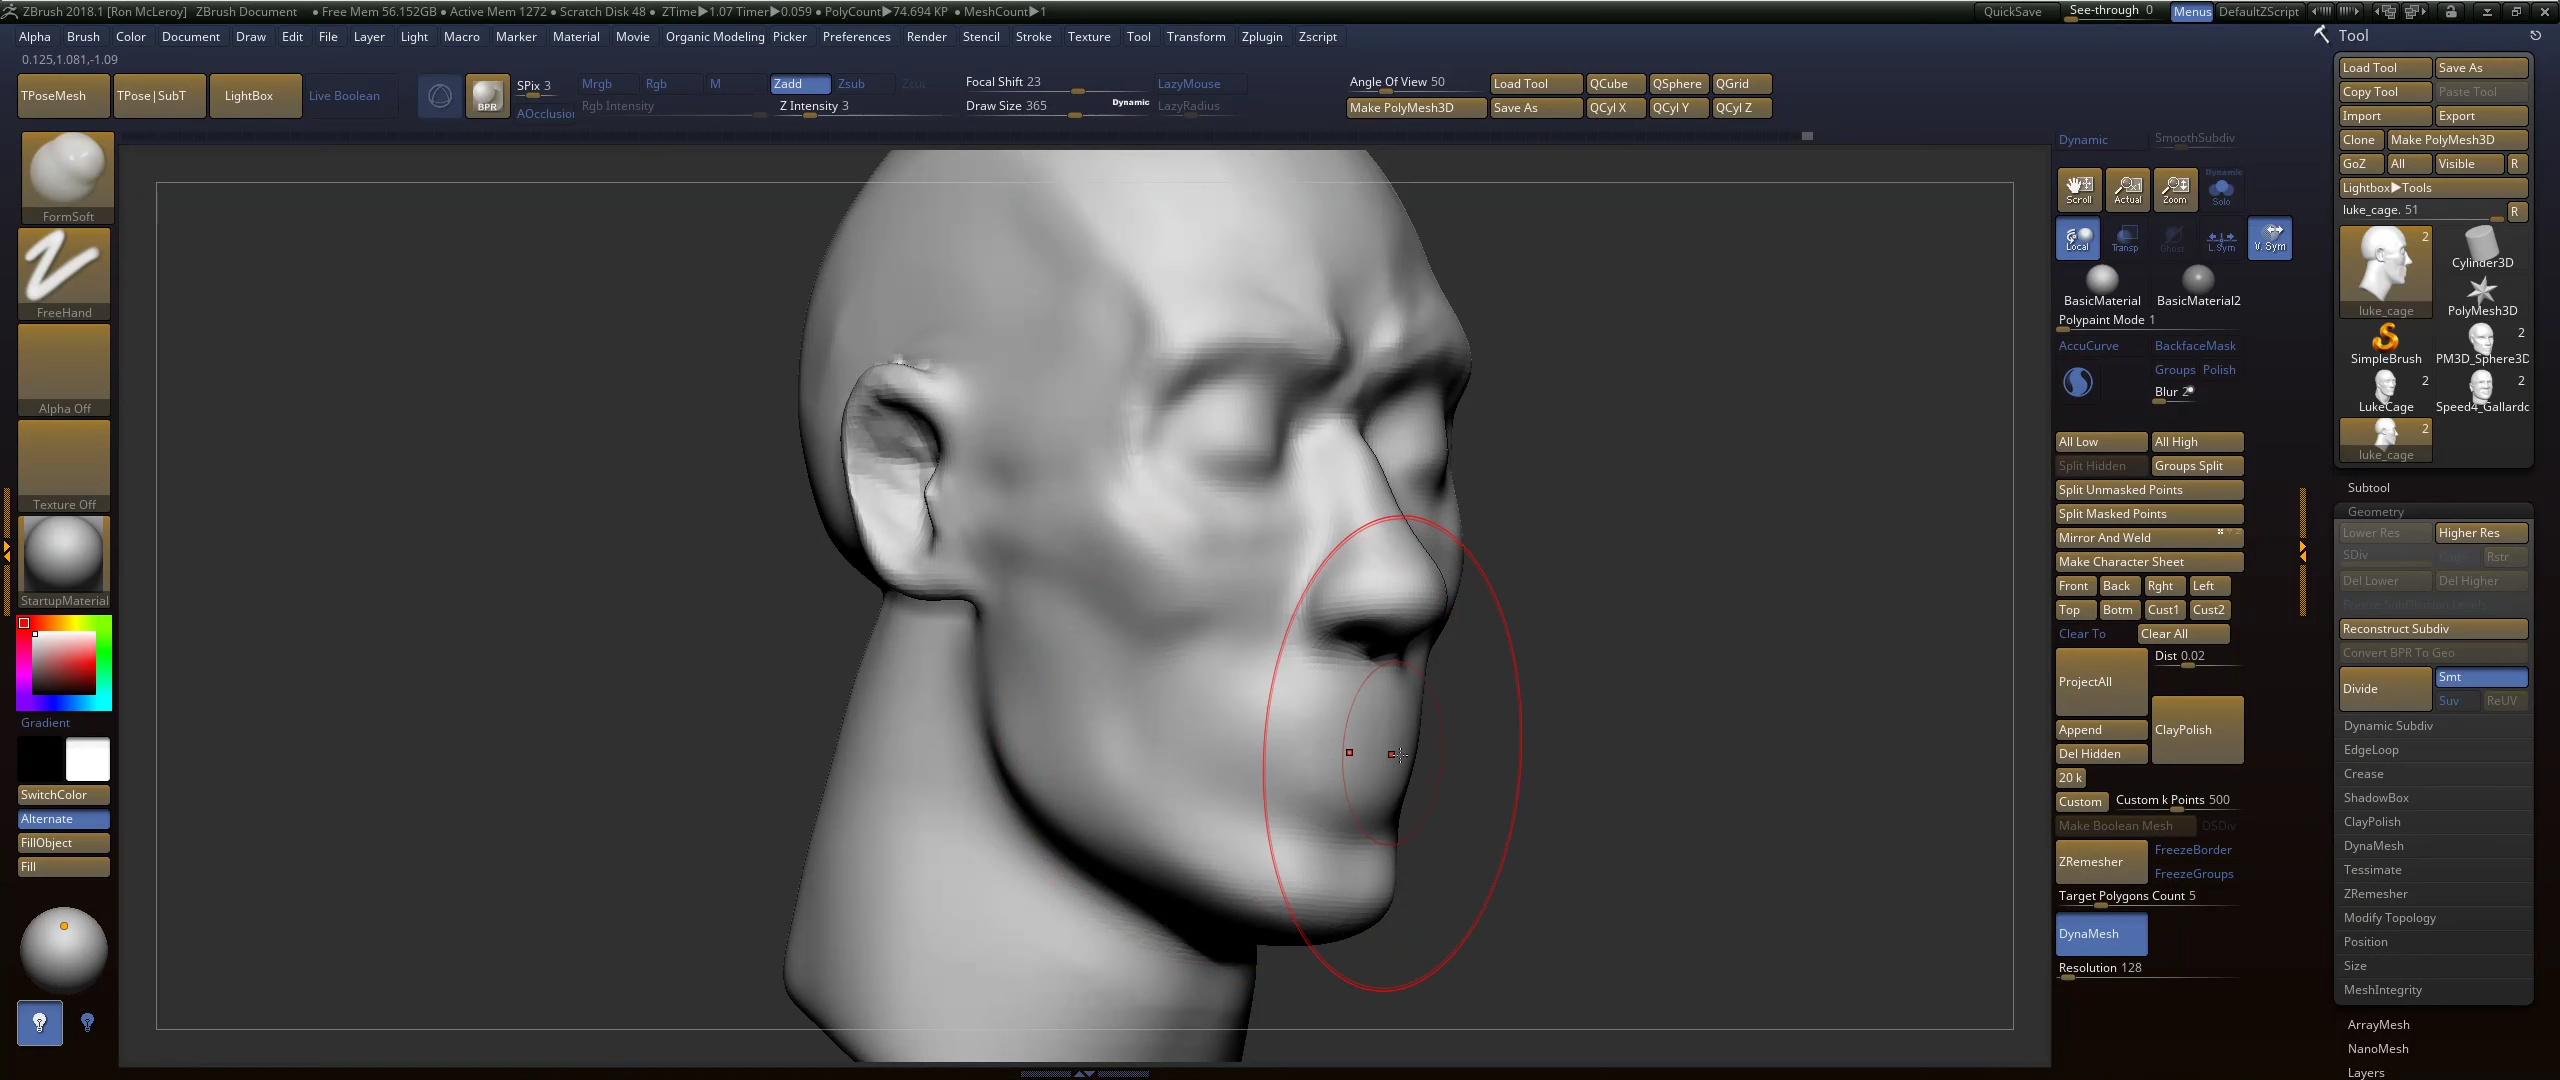 ZBrush 2018.1 [Ron McLeroy] ZBrush Document ● Free Mem 56.152GB ● Active Mem 1272 ● Scratch Disk 48 ● ZTime▶1.07 Timer▶0.059 ● PolyCount▶74.694 KP ● MeshCount▶1 QuickSave See-through 0 Menus DefaultZScript
Alpha Brush Color Document Draw Edit File Layer Light Macro Marker Material Movie Organic Modeling Picker Preferences Render Stencil Stroke Texture Tool Transform Zplugin Zscript
0.125,1.081,-1.09
TPoseMesh TPose|SubT LightBox Live Boolean
BPR
SPix 3
AOcclusion
Mrgb Rgb M Zadd Zsub Zcut
Rgb Intensity Z Intensity 3
Focal Shift 23 LazyMouse
Draw Size 365 Dynamic LazyRadius
Angle Of View 50 Load Tool QCube QSphere QGrid
Make PolyMesh3D Save As QCyl X QCyl Y QCyl Z
FormSoft
FreeHand
Alpha Off
Texture Off
StartupMaterial
Gradient
SwitchColor
Alternate
FillObject
Fill
Dynamic SmoothSubdiv
Scroll Actual Zoom Dynamic Solo
Local Transp Ghost L.Sym V. Sym
BasicMaterial BasicMaterial2
Polypaint Mode 1
AccuCurve BackfaceMask
Groups Polish
Blur 2
All Low All High
Split Hidden Groups Split
Split Unmasked Points
Split Masked Points
Mirror And Weld
Make Character Sheet
Front Back Rght Left
Top Botm Cust1 Cust2
Clear To Clear All
ProjectAll Dist 0.02
Append ClayPolish
Del Hidden
20 k
Custom Custom k Points 500
Make Boolean Mesh DSDiv
ZRemesher FreezeBorder
FreezeGroups
Target Polygons Count 5
DynaMesh
Resolution 128
Tool
Load Tool Save As
Copy Tool Paste Tool
Import Export
Clone Make PolyMesh3D
GoZ All Visible R
Lightbox▶Tools
luke_cage. 51 R
2 Cylinder3D
luke_cage PolyMesh3D
SimpleBrush PM3D_Sphere3D 2
LukeCage 2 Speed4_Gallardo 2
luke_cage 2
Subtool
Geometry
Lower Res Higher Res
SDiv Cage Rstr
Del Lower Del Higher
Freeze SubDivision Levels
Reconstruct Subdiv
Convert BPR To Geo
Divide Smt
Suv ReUV
Dynamic Subdiv
EdgeLoop
Crease
ShadowBox
ClayPolish
DynaMesh
Tessimate
ZRemesher
Modify Topology
Position
Size
MeshIntegrity
ArrayMesh
NanoMesh
Layers